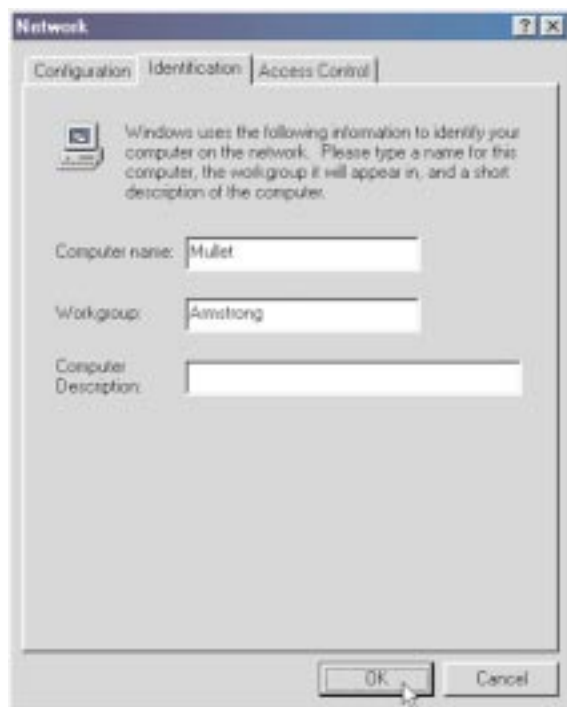 Network
Configuration Identification Access Control
Windows uses the following information to identify your
computer on the network. Please type a name for this
computer, the workgroup it will appear in, and a short
description of the computer.
Computer name: Mullet
Workgroup: Armstrong
Computer
Description:
OK Cancel